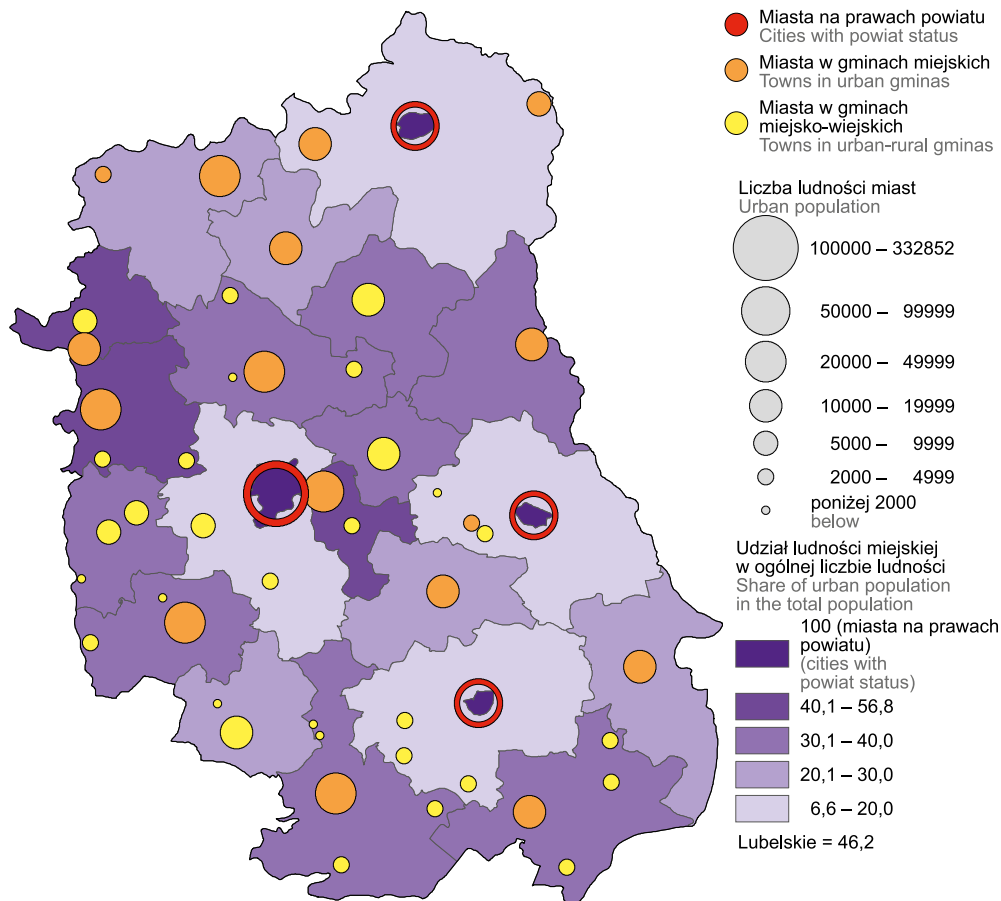 Miasta na prawach powiatu
Cities with powiat status
Miasta w gminach miejskich
Towns in urban gminas
Miasta w gminach
miejsko-wiejskich
Towns in urban-rural gminas
Liczba ludności miast
Urban population
100000 – 332852
50000 – 99999
20000 – 49999
10000 – 19999
5000 – 9999
2000 – 4999
poniżej 2000
below
Udział ludności miejskiej
w ogólnej liczbie ludności
Share of urban population
in the total population
100 (miasta na prawach
powiatu)
(cities with
powiat status)
40,1 – 56,8
30,1 – 40,0
20,1 – 30,0
6,6 – 20,0
Lubelskie = 46,2